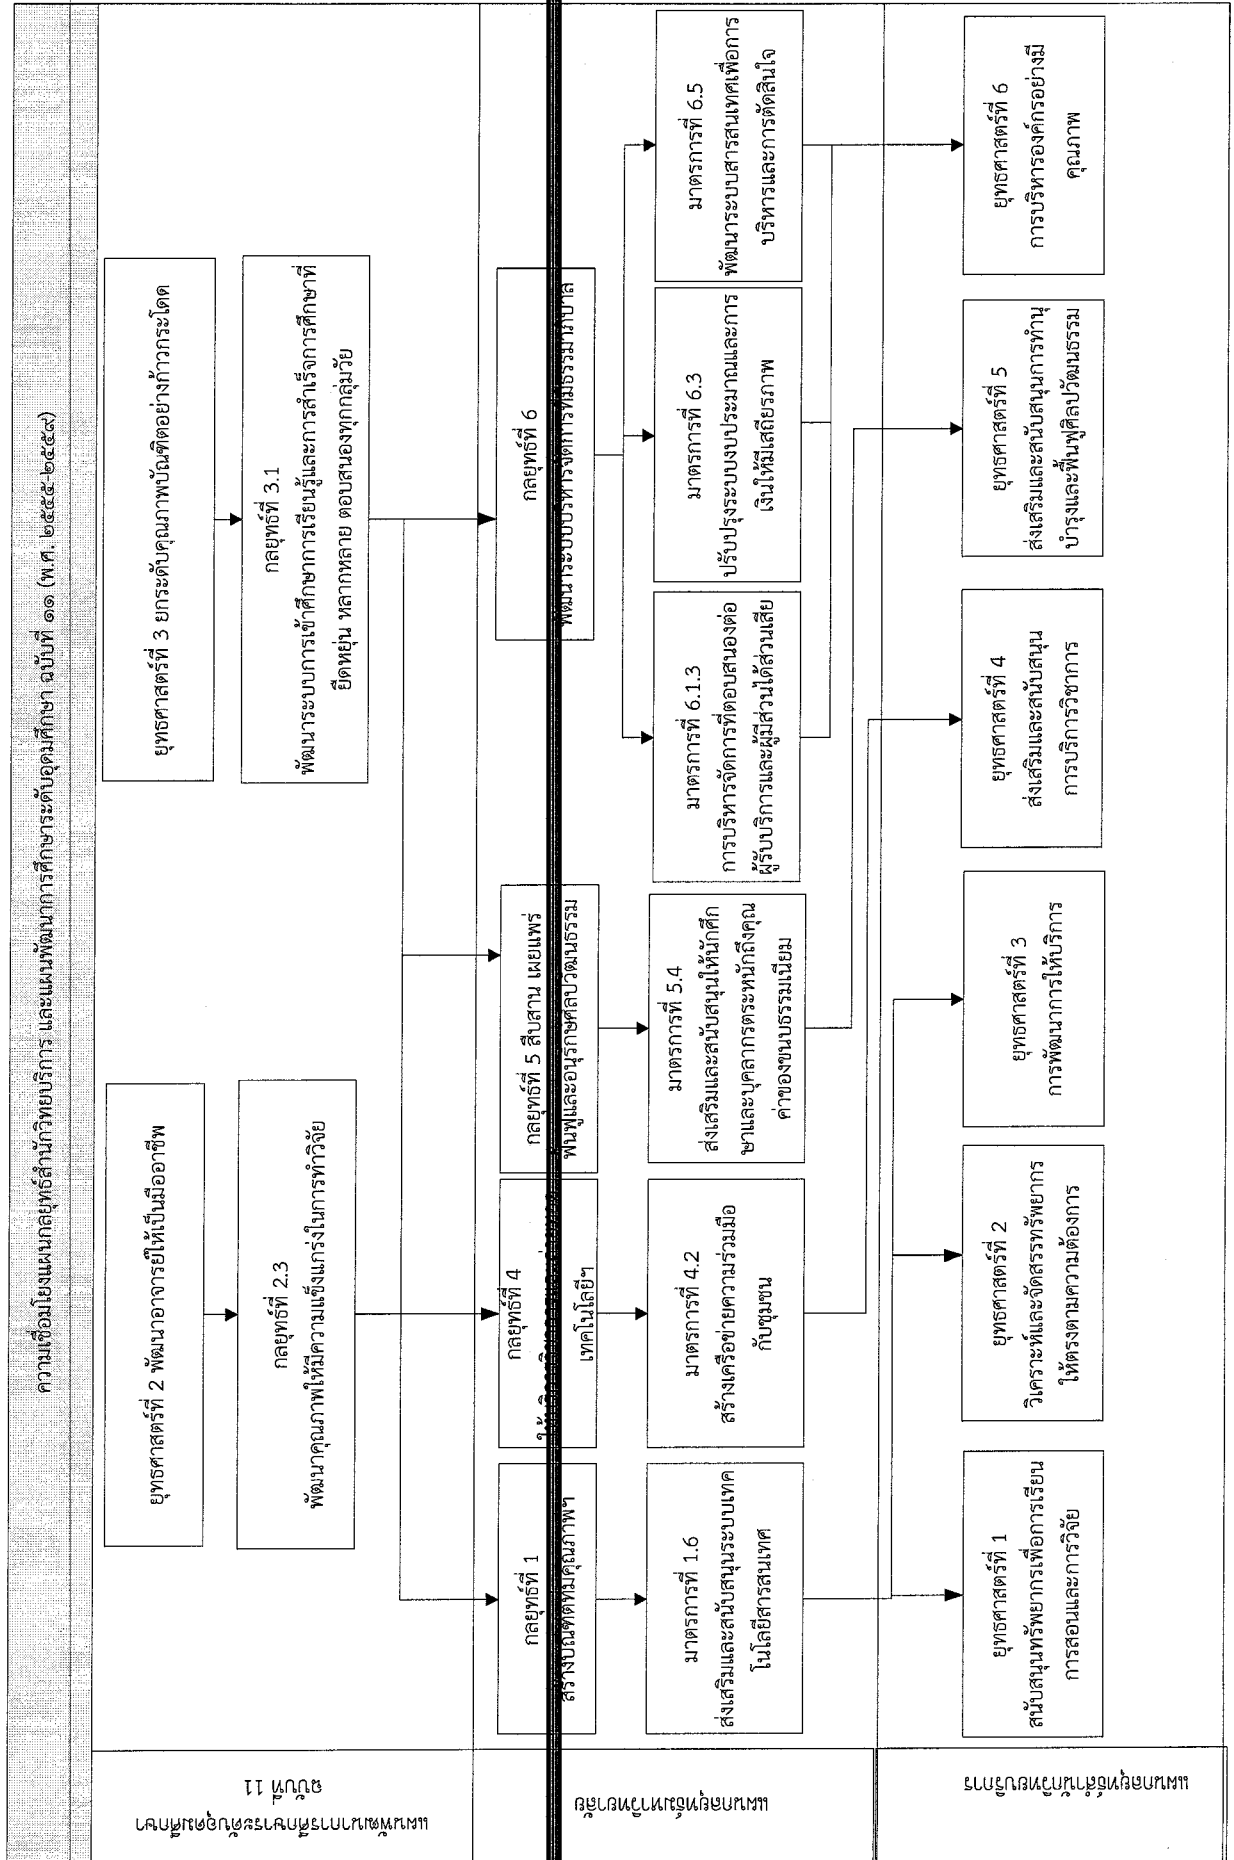 ความเชื่อมโยงแผนกลยุทธ์สำนักวิทยบริการ และแผนพัฒนาการศึกษาระดับอุดมศึกษา ฉบับที่ ๑๑ (พ.ศ. ๒๕๕๕-๒๕๕๙)
แผนพัฒนาการศึกษาระดับอุดมศึกษา
ฉบับที่ 11
ยุทธศาสตร์ที่ 2 พัฒนาอาจารย์ให้เป็นมืออาชีพ
ยุทธศาสตร์ที่ 3 ยกระดับคุณภาพบัณฑิตอย่างก้าวกระโดด
กลยุทธ์ที่ 2.3
พัฒนาคุณภาพให้มีความแข็งแกร่งในการทำวิจัย
กลยุทธ์ที่ 3.1
พัฒนาระบบการเข้าศึกษาการเรียนรู้และการสำเร็จการศึกษาที่
ยืดหยุ่น หลากหลาย ตอบสนองทุกกลุ่มวัย
แผนกลยุทธ์มหาวิทยาลัย
กลยุทธ์ที่ 1
สร้างบัณฑิตที่มีคุณภาพฯ
กลยุทธ์ที่ 4
เทคโนโลยีฯ
กลยุทธ์ที่ 5 สืบสาน เผยแพร่
ฟื้นฟูและอนุรักษ์ศิลปวัฒนธรรม
กลยุทธ์ที่ 6
พัฒนาระบบบริหารจัดการที่มีธรรมาภิบาล
มาตรการที่ 1.6
ส่งเสริมและสนับสนุนระบบเทค
โนโลยีสารสนเทศ
มาตรการที่ 4.2
สร้างเครือข่ายความร่วมมือ
กับชุมชน
มาตรการที่ 5.4
ส่งเสริมและสนับสนุนให้นักศึก
ษาและบุคลากรตระหนักถึงคุณ
ค่าของขนบธรรมเนียม
มาตรการที่ 6.1.3
การบริหารจัดการที่ตอบสนองต่อ
ผู้รับบริการและผู้มีส่วนได้ส่วนเสีย
มาตรการที่ 6.3
ปรับปรุงระบบงบประมาณและการ
เงินให้มีเสถียรภาพ
มาตรการที่ 6.5
พัฒนาระบบสารสนเทศเพื่อการ
บริหารและการตัดสินใจ
แผนกลยุทธ์สำนักวิทยบริการ
ยุทธศาสตร์ที่ 1
สนับสนุนทรัพยากรเพื่อการเรียน
การสอนและการวิจัย
ยุทธศาสตร์ที่ 2
วิเคราะห์และจัดสรรทรัพยากร
ให้ตรงตามความต้องการ
ยุทธศาสตร์ที่ 3
การพัฒนาการให้บริการ
ยุทธศาสตร์ที่ 4
ส่งเสริมและสนับสนุน
การบริการวิชาการ
ยุทธศาสตร์ที่ 5
ส่งเสริมและสนับสนุนการทำนุ
บำรุงและฟื้นฟูศิลปวัฒนธรรม
ยุทธศาสตร์ที่ 6
การบริหารองค์กรอย่างมี
คุณภาพ